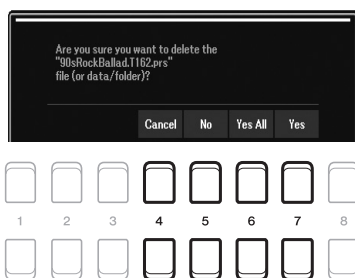 Are you sure you want to delete the
"90sRockBallad.T162.prs"
file (or data/folder)?
Cancel No Yes All Yes
1 2 3 4 5 6 7 8